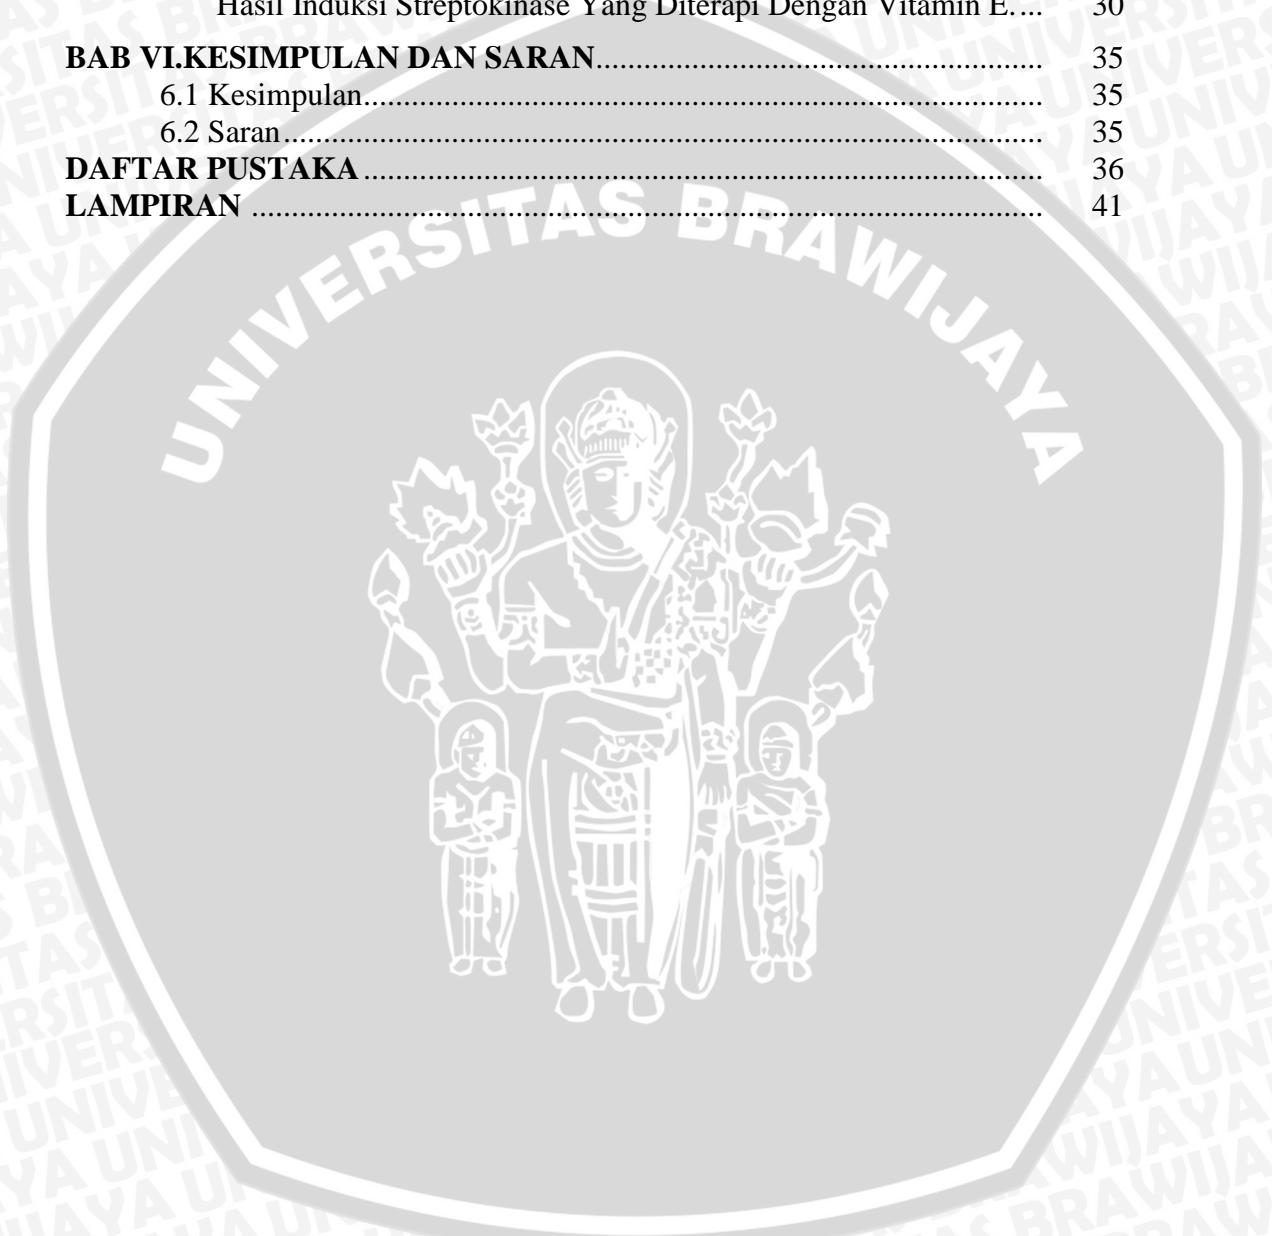 Hasil Induksi Streptokinase Yang Diterapi Dengan Vitamin E.... 30
BAB VI.KESIMPULAN DAN SARAN........................................................ 35
6.1 Kesimpulan..................................................................................... 35
6.2 Saran............................................................................................... 35
DAFTAR PUSTAKA ..................................................................................... 36
LAMPIRAN ................................................................................................... 41
UNIVERSITAS BRAWIJAYA